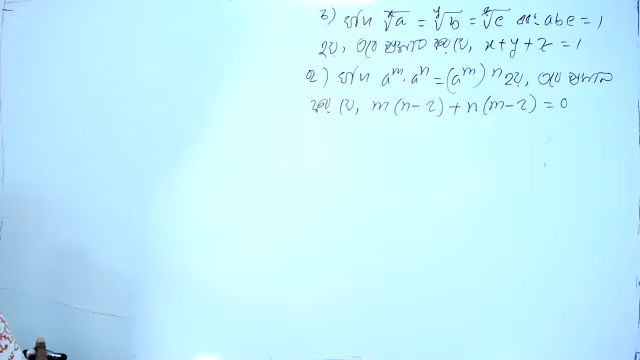 ১) যদি ˣ√a = ʸ√b = ᶻ√c এবং abc = 1
হয়, তবে প্রমাণ কর যে, x+y+z = 1
২) যদি aᵐ·aⁿ = (aᵐ)ⁿ হয়, তবে প্রমাণ
কর যে, m(n-2)+n(m-2) = 0